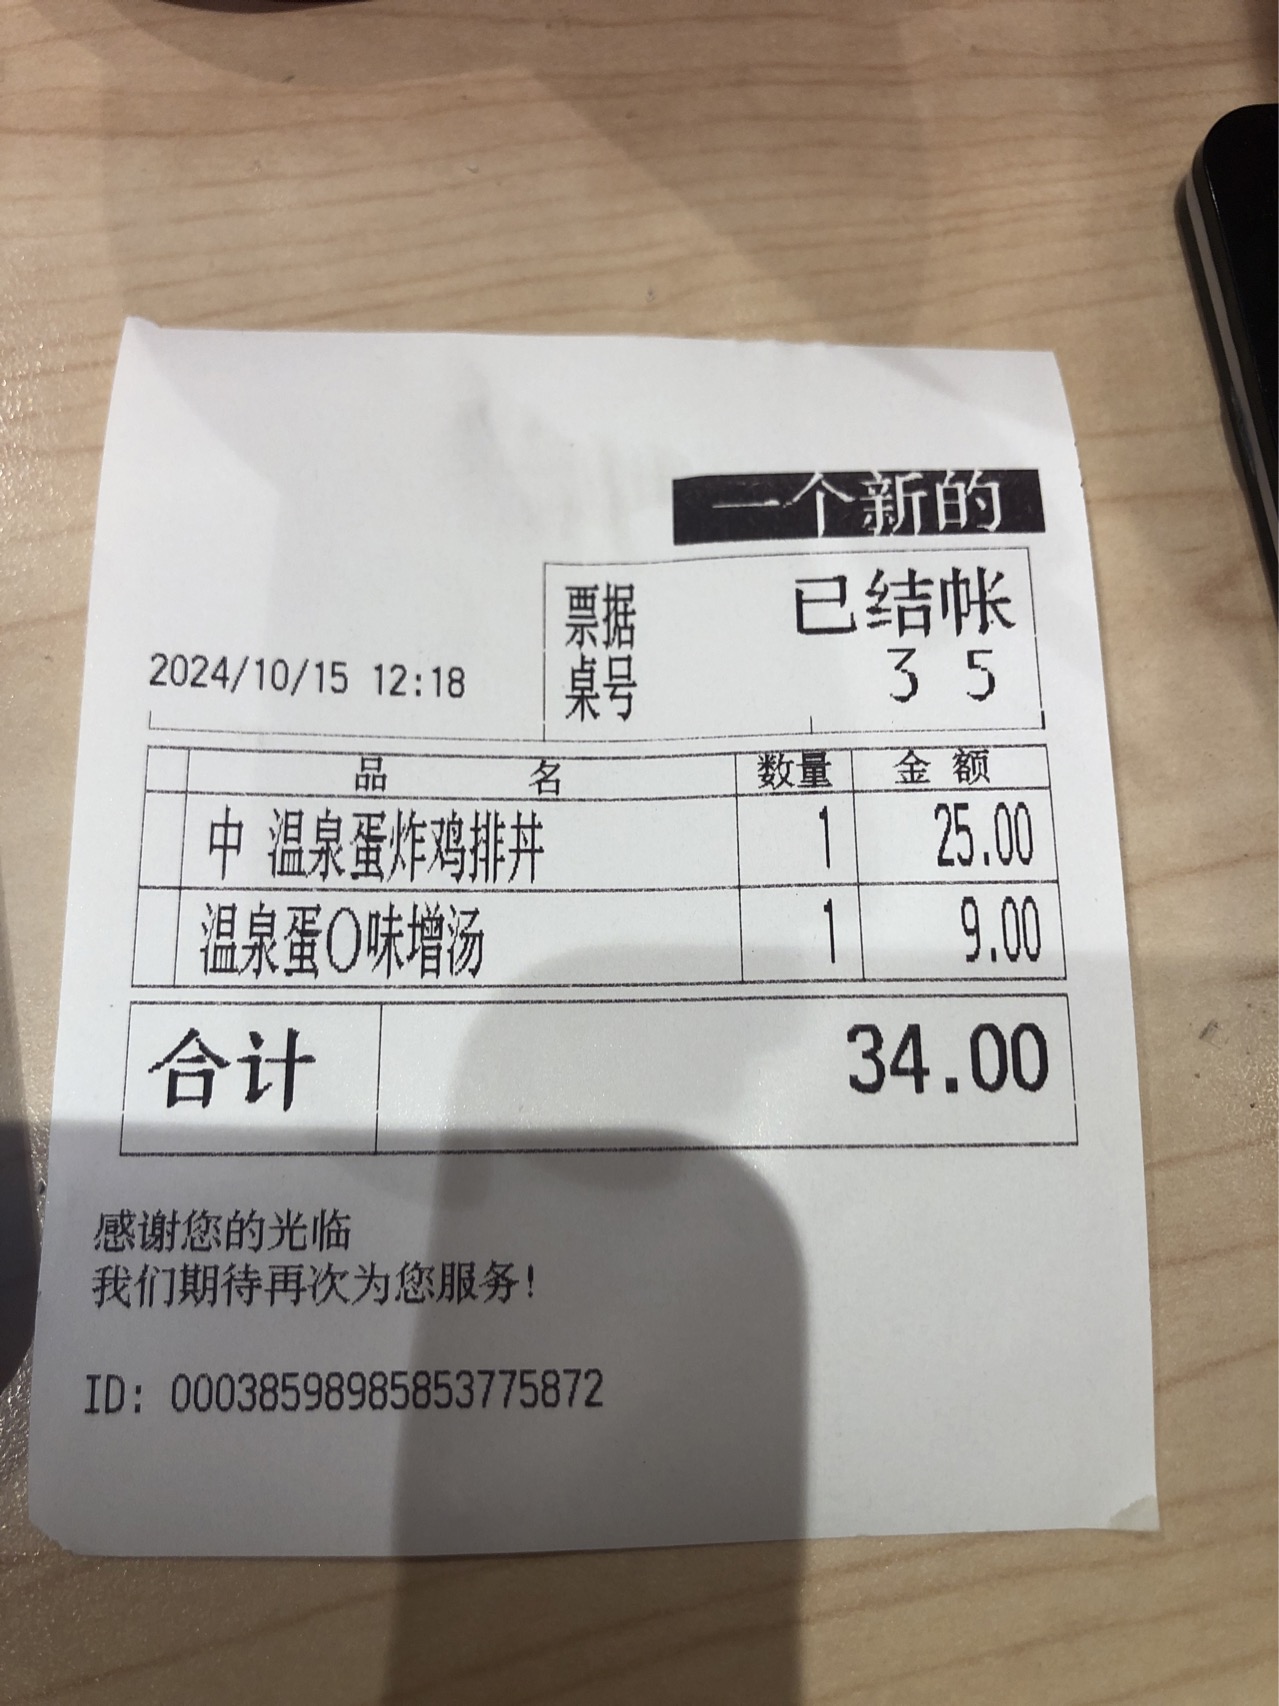 一个新的
票据 已结帐
2024/10/15 12:18 桌号 35
品名 数量 金额
中 温泉蛋炸鸡排丼 1 25.00
温泉蛋〇味增汤 1 9.00
合计 34.00
感谢您的光临
我们期待再次为您服务!
ID: 00038598985853775872